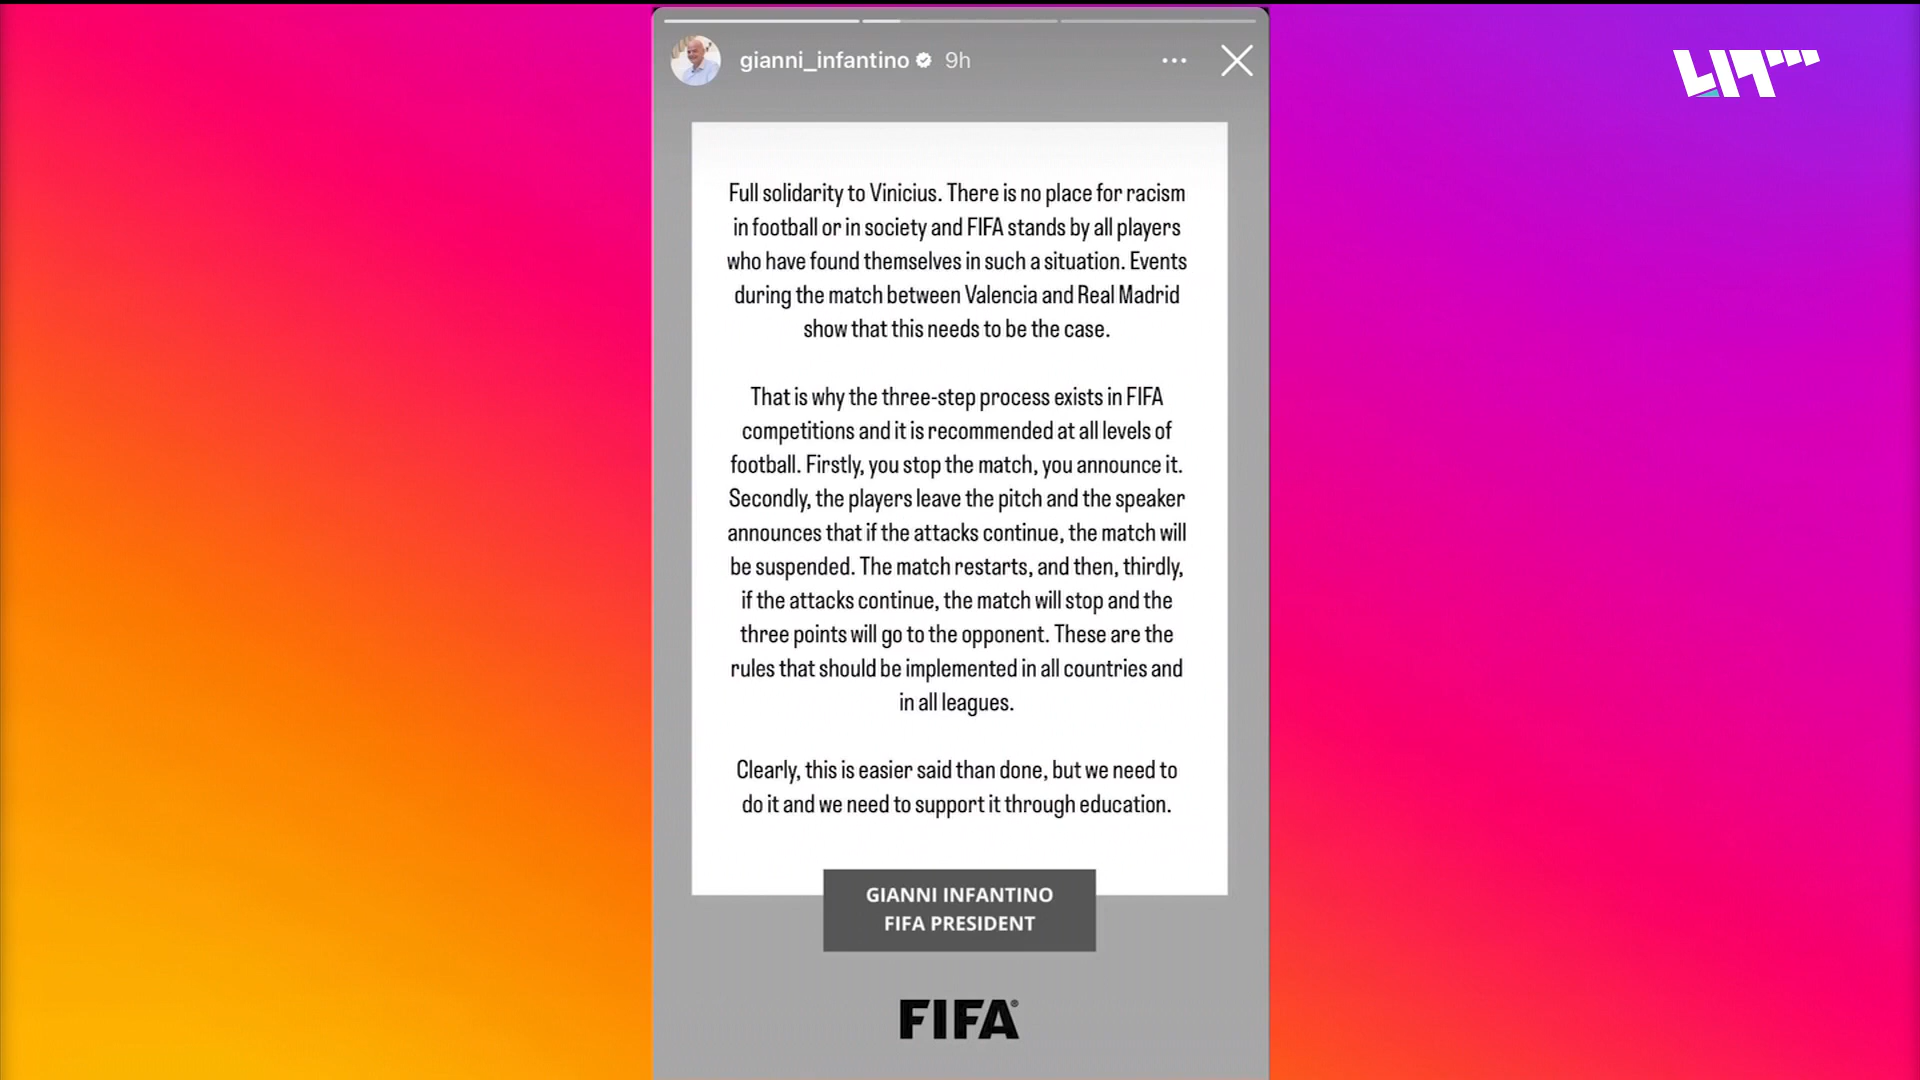 gianni_infantino 9h
Full solidarity to Vinicius. There is no place for racism
in football or in society and FIFA stands by all players
who have found themselves in such a situation. Events
during the match between Valencia and Real Madrid
show that this needs to be the case.
That is why the three-step process exists in FIFA
competitions and it is recommended at all levels of
football. Firstly, you stop the match, you announce it.
Secondly, the players leave the pitch and the speaker
announces that if the attacks continue, the match will
be suspended. The match restarts, and then, thirdly,
if the attacks continue, the match will stop and the
three points will go to the opponent. These are the
rules that should be implemented in all countries and
in all leagues.
Clearly, this is easier said than done, but we need to
do it and we need to support it through education.
GIANNI INFANTINO
FIFA PRESIDENT
FIFA®